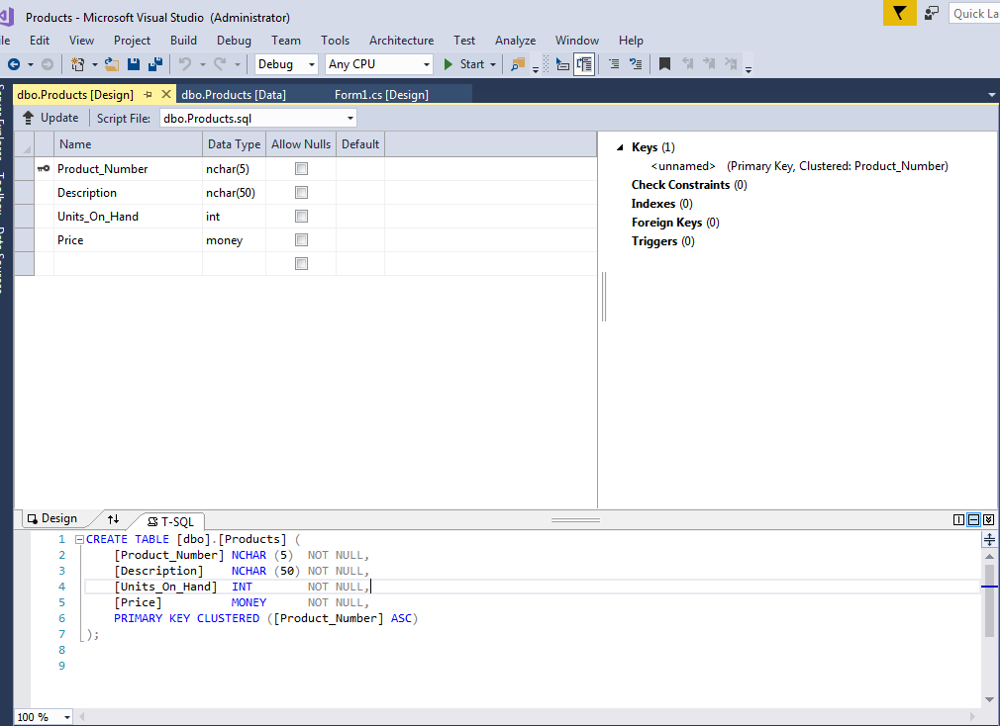 Products - Microsoft Visual Studio (Administrator)
Quick La
ile Edit View Project Build Debug Team Tools Architecture Test Analyze Window Help
Debug Any CPU Start
dbo.Products [Design] dbo.Products [Data] Form1.cs [Design]
Update Script File: dbo.Products.sql
Name Data Type Allow Nulls Default
Product_Number nchar(5)
Description nchar(50)
Units_On_Hand int
Price money
Keys (1)
<unnamed> (Primary Key, Clustered: Product_Number)
Check Constraints (0)
Indexes (0)
Foreign Keys (0)
Triggers (0)
Design T-SQL
1 CREATE TABLE [dbo].[Products] (
2 [Product_Number] NCHAR (5) NOT NULL,
3 [Description] NCHAR (50) NOT NULL,
4 [Units_On_Hand] INT NOT NULL,
5 [Price] MONEY NOT NULL,
6 PRIMARY KEY CLUSTERED ([Product_Number] ASC)
7 );
8
9
100 %